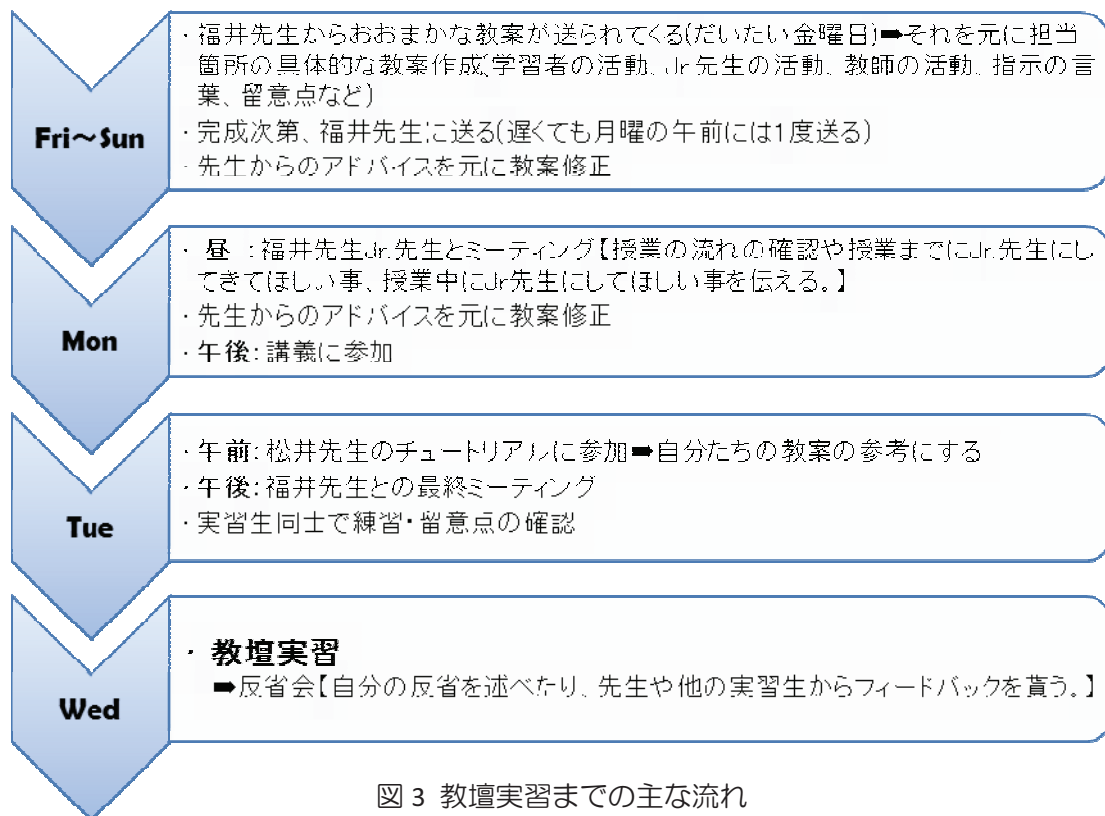 Fri～Sun
・福井先生からおおまかな教案が送られてくる(だいたい金曜日)➡それを元に担当
箇所の具体的な教案作成(学習者の活動、Jr.先生の活動、教師の活動、指示の言
葉、留意点など)
・完成次第、福井先生に送る(遅くても月曜の午前には1度送る)
・先生からのアドバイスを元に教案修正
Mon
・ 昼 :福井先生Jr.先生とミーティング【授業の流れの確認や授業までにJr.先生にし
てきてほしい事、授業中にJr先生にしてほしい事を伝える。】
・先生からのアドバイスを元に教案修正
・午後:講義に参加
Tue
・午前:松井先生のチュートリアルに参加➡自分たちの教案の参考にする
・午後:福井先生との最終ミーティング
・実習生同士で練習・留意点の確認
Wed
・教壇実習
➡反省会【自分の反省を述べたり、先生や他の実習生からフィードバックを貰う。】
図 3 教壇実習までの主な流れ